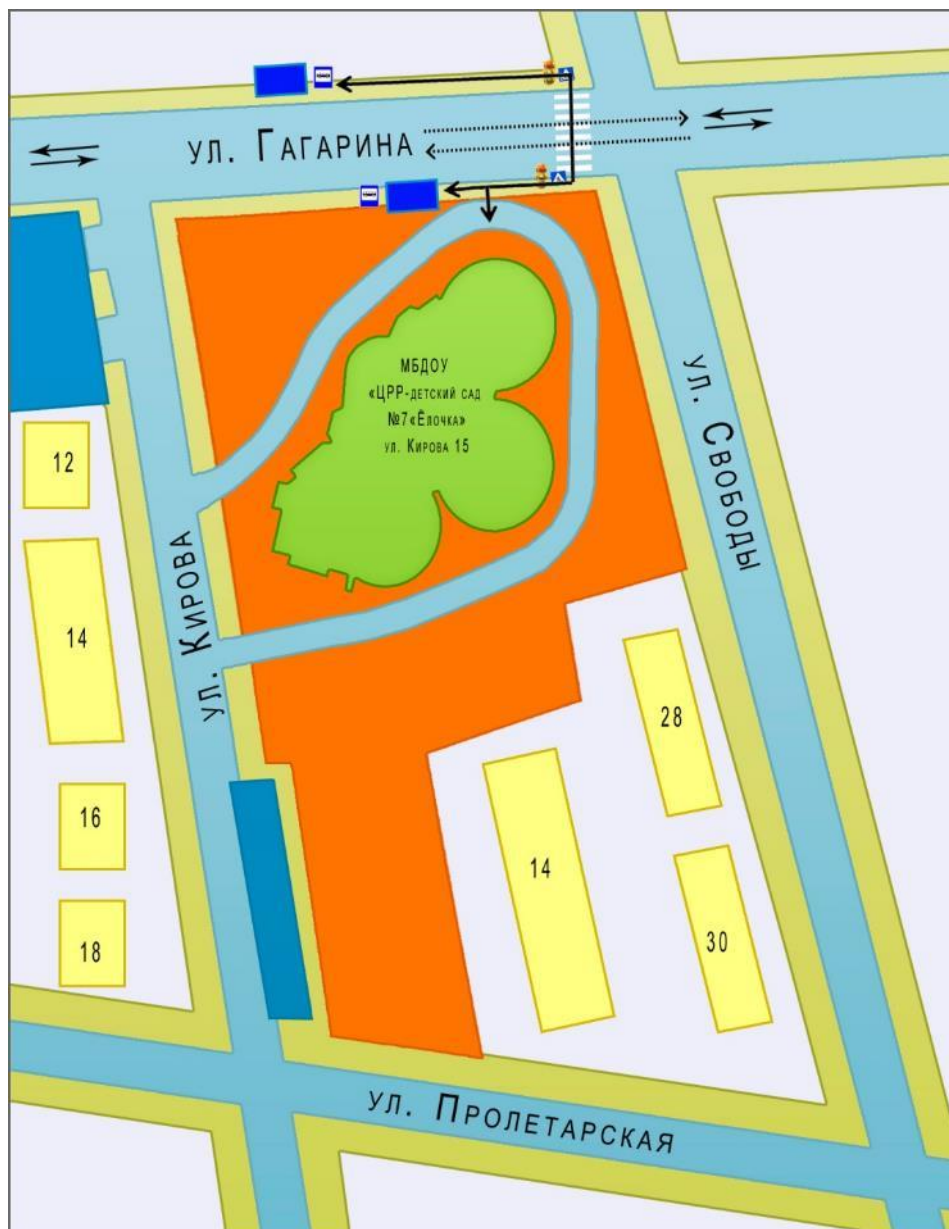 ул. Гагарина
МБДОУ
«ЦРР-детский сад
№7«Ёлочка»
ул. Кирова 15
ул. Свободы
12
14
ул. Кирова
16
18
28
14
30
ул. Пролетарская